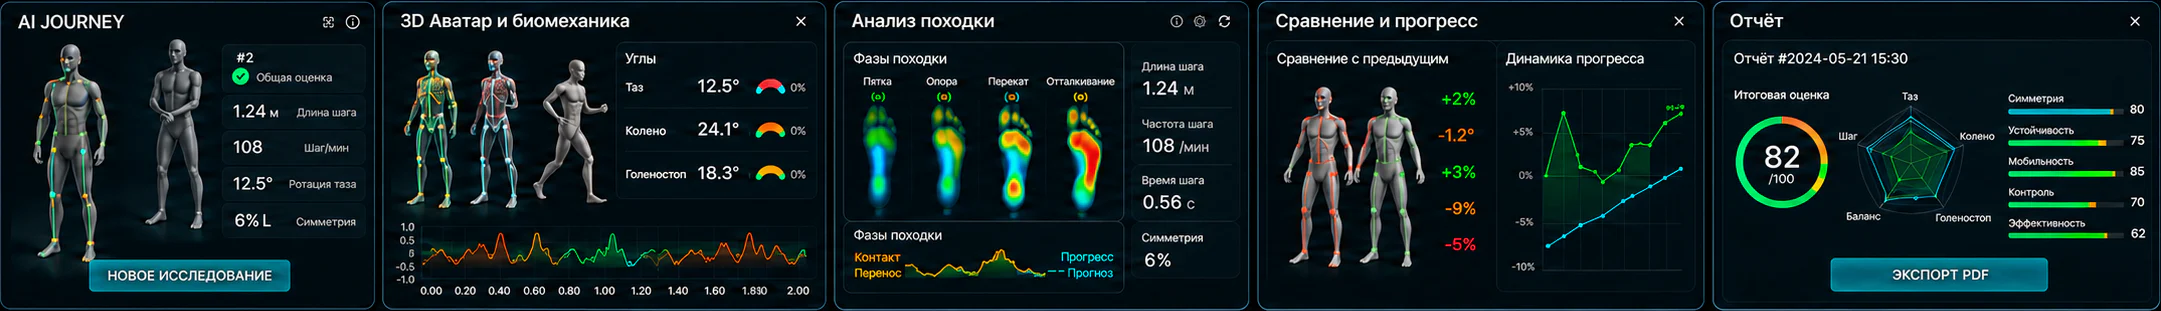 AI JOURNEY
#2
Общая оценка
1.24 м Длина шага
108 Шаг/мин
12.5° Ротация таза
6% L Симметрия
НОВОЕ ИССЛЕДОВАНИЕ
3D Аватар и биомеханика
Углы
Таз 12.5° 0%
Колено 24.1° 0%
Голеностоп 18.3° 0%
1.0
0.5
6
-0.5
-1.0
0.00 0.20 0.40 0.60 0.80 1.00 1.20 1.40 1.60 1.880 2.00
Анализ походки
Фазы походки
Пятка Опора Перекат Отталкивание
Фазы походки
Контакт
Перенос
Прогресс
Прогноз
Длина шага
1.24 м
Частота шага
108 /мин
Время шага
0.56 с
Симметрия
6%
Сравнение и прогресс
Сравнение с предыдущим
+2%
-1.2°
+3%
-9%
-5%
Динамика прогресса
+10%
+5%
0%
-5%
-10%
Отчёт
Отчёт #2024-05-21 15:30
Итоговая оценка
82
/100
Таз
Шаг
Колено
Баланс
Голеностоп
Симметрия 80
Устойчивость 75
Мобильность 85
Контроль 70
Эффективность 62
ЭКСПОРТ PDF